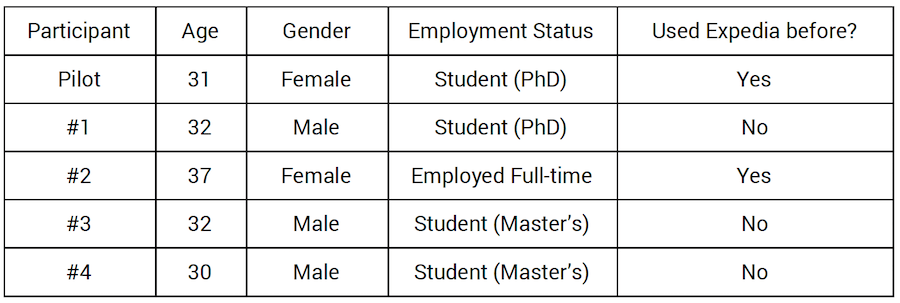 Participant Age Gender Employment Status Used Expedia before?
Pilot 31 Female Student (PhD) Yes
#1 32 Male Student (PhD) No
#2 37 Female Employed Full-time Yes
#3 32 Male Student (Master’s) No
#4 30 Male Student (Master’s) No